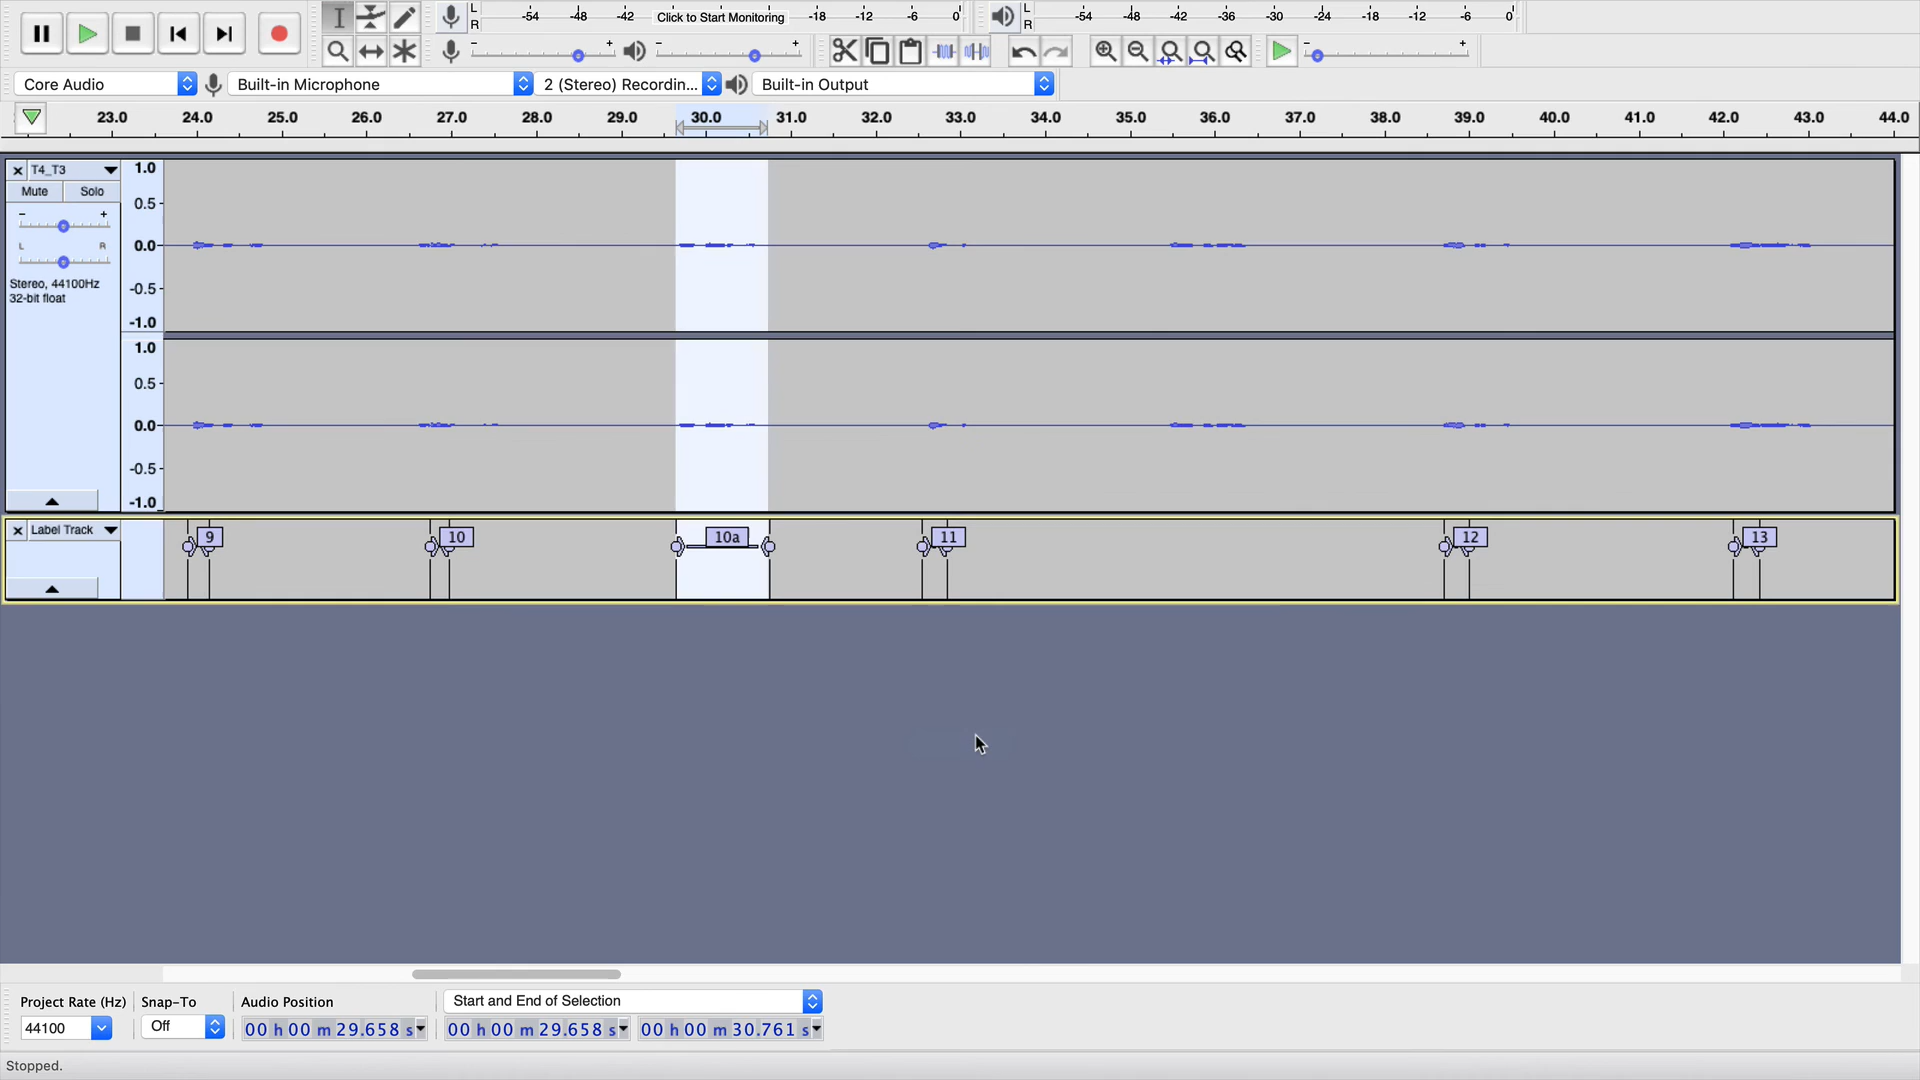 L
R
-54 -48 -42 Click to Start Monitoring -18 -12 -6 0
L
R
-54 -48 -42 -36 -30 -24 -18 -12 -6 0
- +
- +
- +
Core Audio
Built-in Microphone
2 (Stereo) Recordin...
Built-in Output
23.0 24.0 25.0 26.0 27.0 28.0 29.0 30.0 31.0 32.0 33.0 34.0 35.0 36.0 37.0 38.0 39.0 40.0 41.0 42.0 43.0 44.0
T4_T3
Mute Solo
- +
L R
Stereo, 44100Hz
32-bit float
1.0
0.5-
0.0-
-0.5-
-1.0
1.0
0.5-
0.0-
-0.5-
-1.0
Label Track
9 10 10a 11 12 13
Project Rate (Hz)
44100
Snap-To
Off
Audio Position
00 h 00 m 29.658 s
Start and End of Selection
00 h 00 m 29.658 s
00 h 00 m 30.761 s
Stopped.